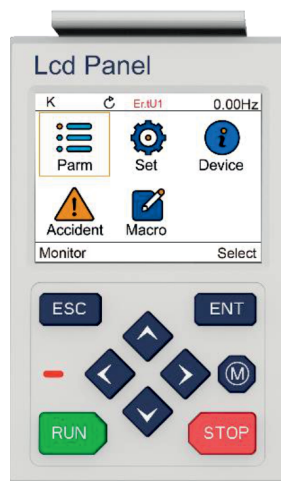 Lcd Panel
K Er.tU1 0.00Hz
Parm Set Device
Accident Macro
Monitor Select
ESC ENT
M
RUN STOP